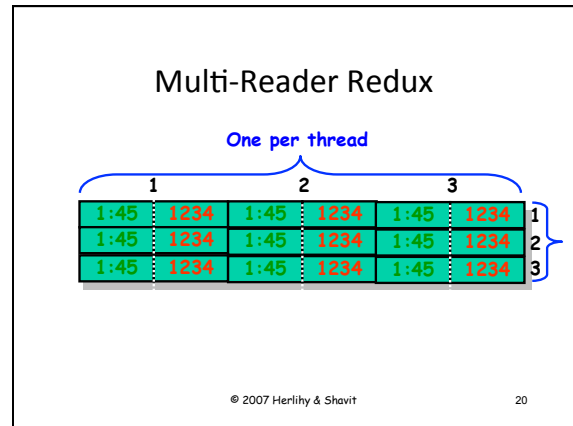 Multi-Reader Redux
One per thread
1 2 3
1:45 1234 1:45 1234 1:45 1234 1
1:45 1234 1:45 1234 1:45 1234 2
1:45 1234 1:45 1234 1:45 1234 3
© 2007 Herlihy & Shavit 20